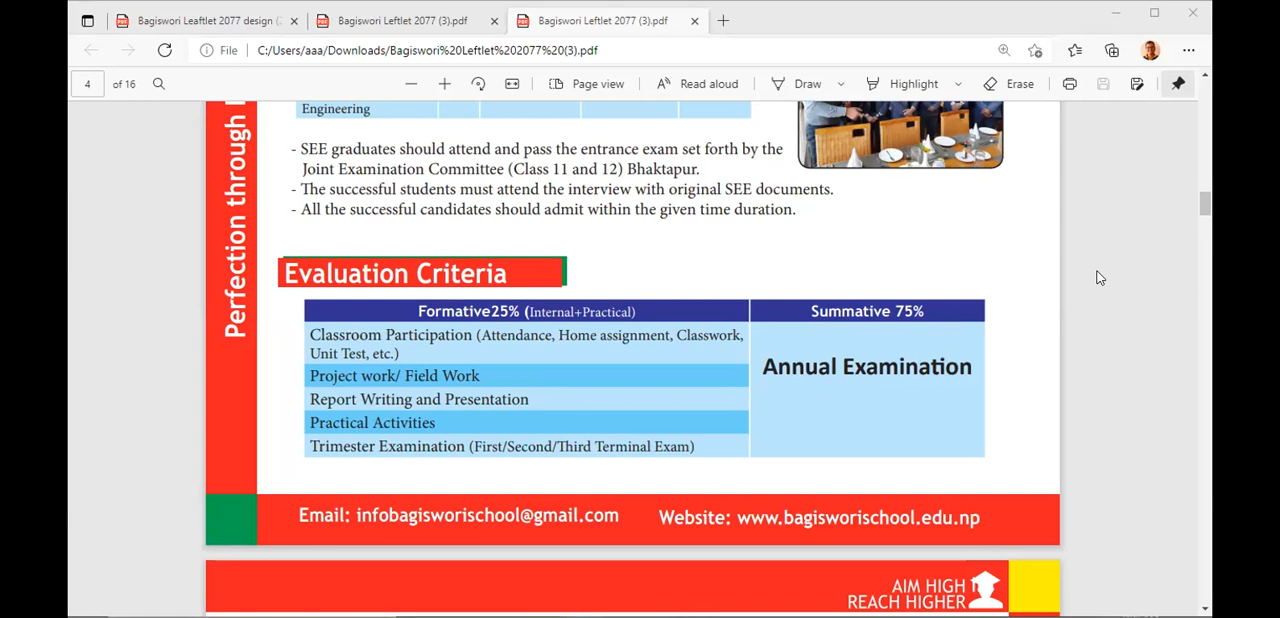 Bagiswori Leaftlet 2077 design (
Bagiswori Leftlet 2077 (3).pdf
Bagiswori Leftlet 2077 (3).pdf
File
C:/Users/aaa/Downloads/Bagiswori%20Leftlet%202077%20(3).pdf
4 of 16
Page view
Read aloud
Draw
Highlight
Erase
Perfection through
Engineering
- SEE graduates should attend and pass the entrance exam set forth by the
Joint Examination Committee (Class 11 and 12) Bhaktapur.
- The successful students must attend the interview with original SEE documents.
- All the successful candidates should admit within the given time duration.
Evaluation Criteria
Formative25% (Internal+Practical)
Summative 75%
Classroom Participation (Attendance, Home assignment, Classwork,
Unit Test, etc.)
Annual Examination
Project work/ Field Work
Report Writing and Presentation
Practical Activities
Trimester Examination (First/Second/Third Terminal Exam)
Email: infobagisworischool@gmail.com
Website: www.bagisworischool.edu.np
AIM HIGH
REACH HIGHER